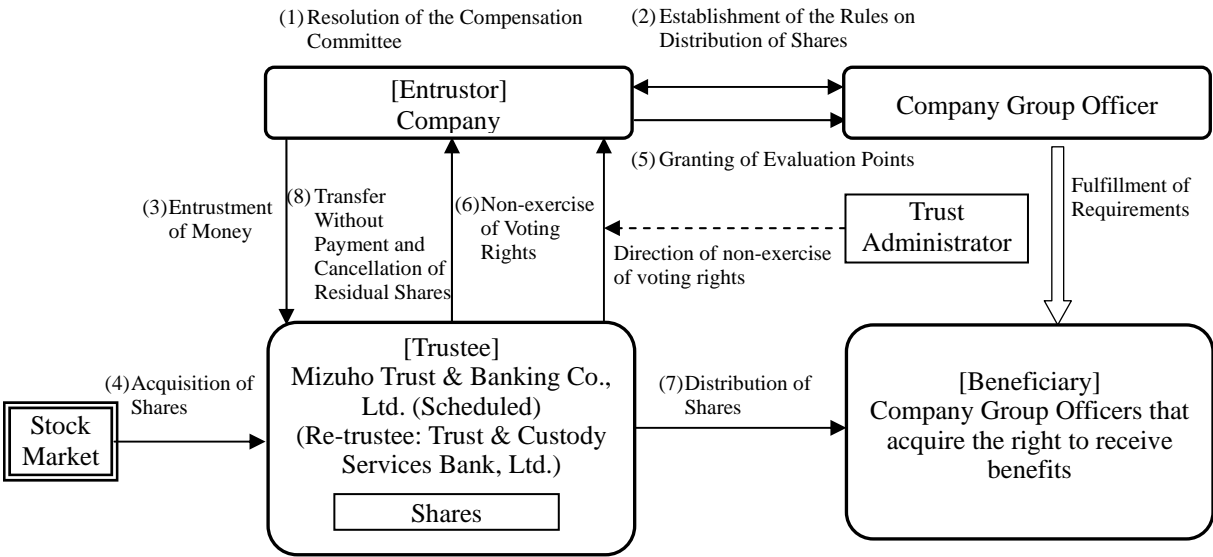 (1) Resolution of the Compensation
Committee
(2) Establishment of the Rules on
Distribution of Shares
[Entrustor]
Company
Company Group Officer
(3) Entrustment
of Money
(8) Transfer
Without
Payment and
Cancellation of
Residual Shares
(6) Non-exercise
of Voting
Rights
(5) Granting of Evaluation Points
Direction of non-exercise
of voting rights
Trust
Administrator
Fulfillment of
Requirements
(4) Acquisition of
Shares
Stock
Market
[Trustee]
Mizuho Trust & Banking Co.,
Ltd. (Scheduled)
(Re-trustee: Trust & Custody
Services Bank, Ltd.)
Shares
(7) Distribution of
Shares
[Beneficiary]
Company Group Officers that
acquire the right to receive
benefits